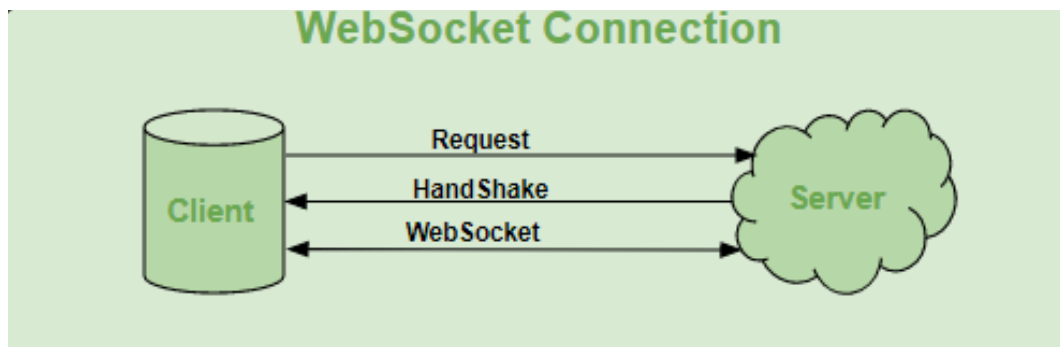 WebSocket Connection
Request
HandShake
Client
Server
WebSocket